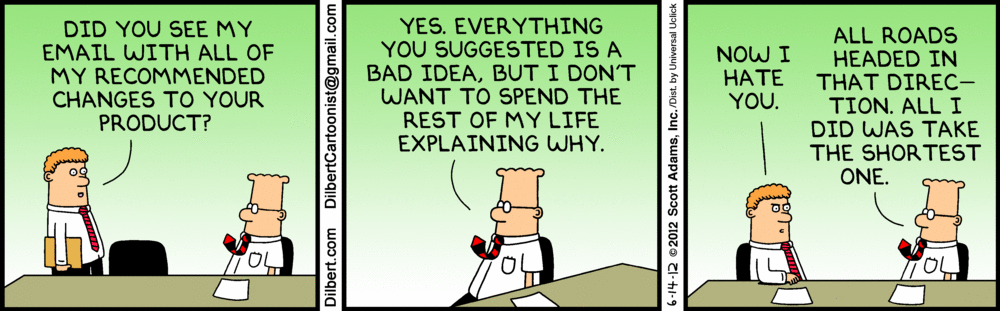 DID YOU SEE MY
EMAIL WITH ALL OF
MY RECOMMENDED
CHANGES TO YOUR
PRODUCT?
Dilbert.com DilbertCartoonist@gmail.com
YES. EVERYTHING
YOU SUGGESTED IS A
BAD IDEA, BUT I DON'T
WANT TO SPEND THE
REST OF MY LIFE
EXPLAINING WHY.
6-14-12 © 2012 Scott Adams, Inc. /Dist. by Universal Uclick
NOW I
HATE
YOU.
ALL ROADS
HEADED IN
THAT DIREC-
TION. ALL I
DID WAS TAKE
THE SHORTEST
ONE.